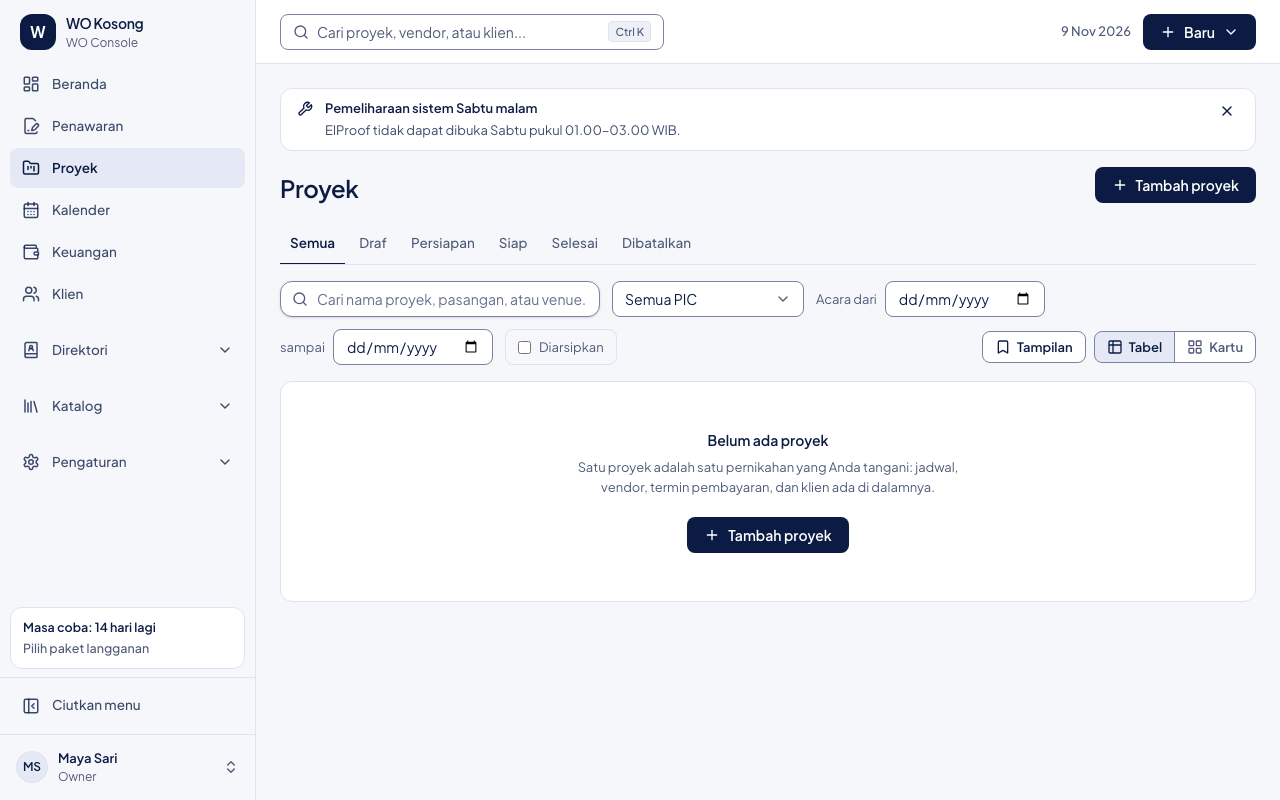 W
WO Kosong
WO Console
Beranda
Penawaran
Proyek
Kalender
Keuangan
Klien
Direktori
Katalog
Pengaturan
Masa coba: 14 hari lagi
Pilih paket langganan
Ciutkan menu
MS
Maya Sari
Owner
Cari proyek, vendor, atau klien...
Ctrl K
9 Nov 2026
Baru
Pemeliharaan sistem Sabtu malam
ElProof tidak dapat dibuka Sabtu pukul 01.00–03.00 WIB.
Proyek
Tambah proyek
Semua Draf Persiapan Siap Selesai Dibatalkan
Cari nama proyek, pasangan, atau venue.
Semua PIC
Acara dari
dd/mm/yyyy
sampai
dd/mm/yyyy
Diarsipkan
Tampilan
Tabel
Kartu
Belum ada proyek
Satu proyek adalah satu pernikahan yang Anda tangani: jadwal,
vendor, termin pembayaran, dan klien ada di dalamnya.
Tambah proyek